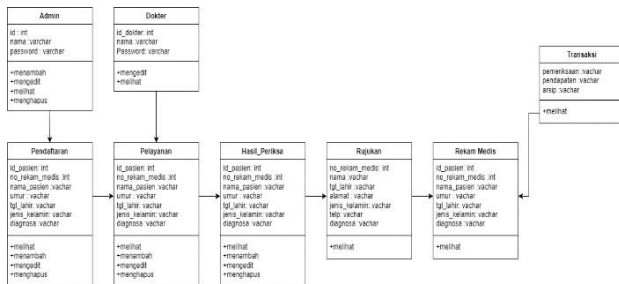 Admin
id : int
nama :varchar
password : varchar
+menambah
+mengedit
+melihat
+menghapus
Dokter
id_dokter: int
nama : varchar
Password: varchar
+mengedit
+melihat
Transaksi
pemeriksaan :vachar
pendapatan : vachar
arsip : vachar
+melihat
Pendaftaran
id_pasien: int
no_rekam_medis :int
nama_pasien :vachar
umur : vachar
tgl_lahir: vachar
jenis_kelamin: vachar
diagnosa :vachar
+melihat
+menambah
+mengedit
+menghapus
Pelayanan
id_pasien: int
no_rekam_medis :int
nama_pasien :vachar
umur : vachar
tgl_lahir: vachar
jenis_kelamin: vachar
diagnosa :vachar
+melihat
+menambah
+mengedit
+menghapus
Hasil_Periksa
id_pasien: int
no_rekam_medis :int
nama_pasien :vachar
umur : vachar
tgl_lahir: vachar
jenis_kelamin: vachar
diagnosa :vachar
+melihat
+menambah
+mengedit
+menghapus
Rujukan
no_rekam_medis: int
nama :vachar
tgl_lahir :vachar
alamat : vachar
jenis_kelamin: vachar
telp : vachar
diagnosa :vachar
+melihat
Rekam Medis
id_pasien: int
no_rekam_medis :int
nama_pasien :vachar
umur : vachar
tgl_lahir: vachar
jenis_kelamin: vachar
diagnosa :vachar
+melihat